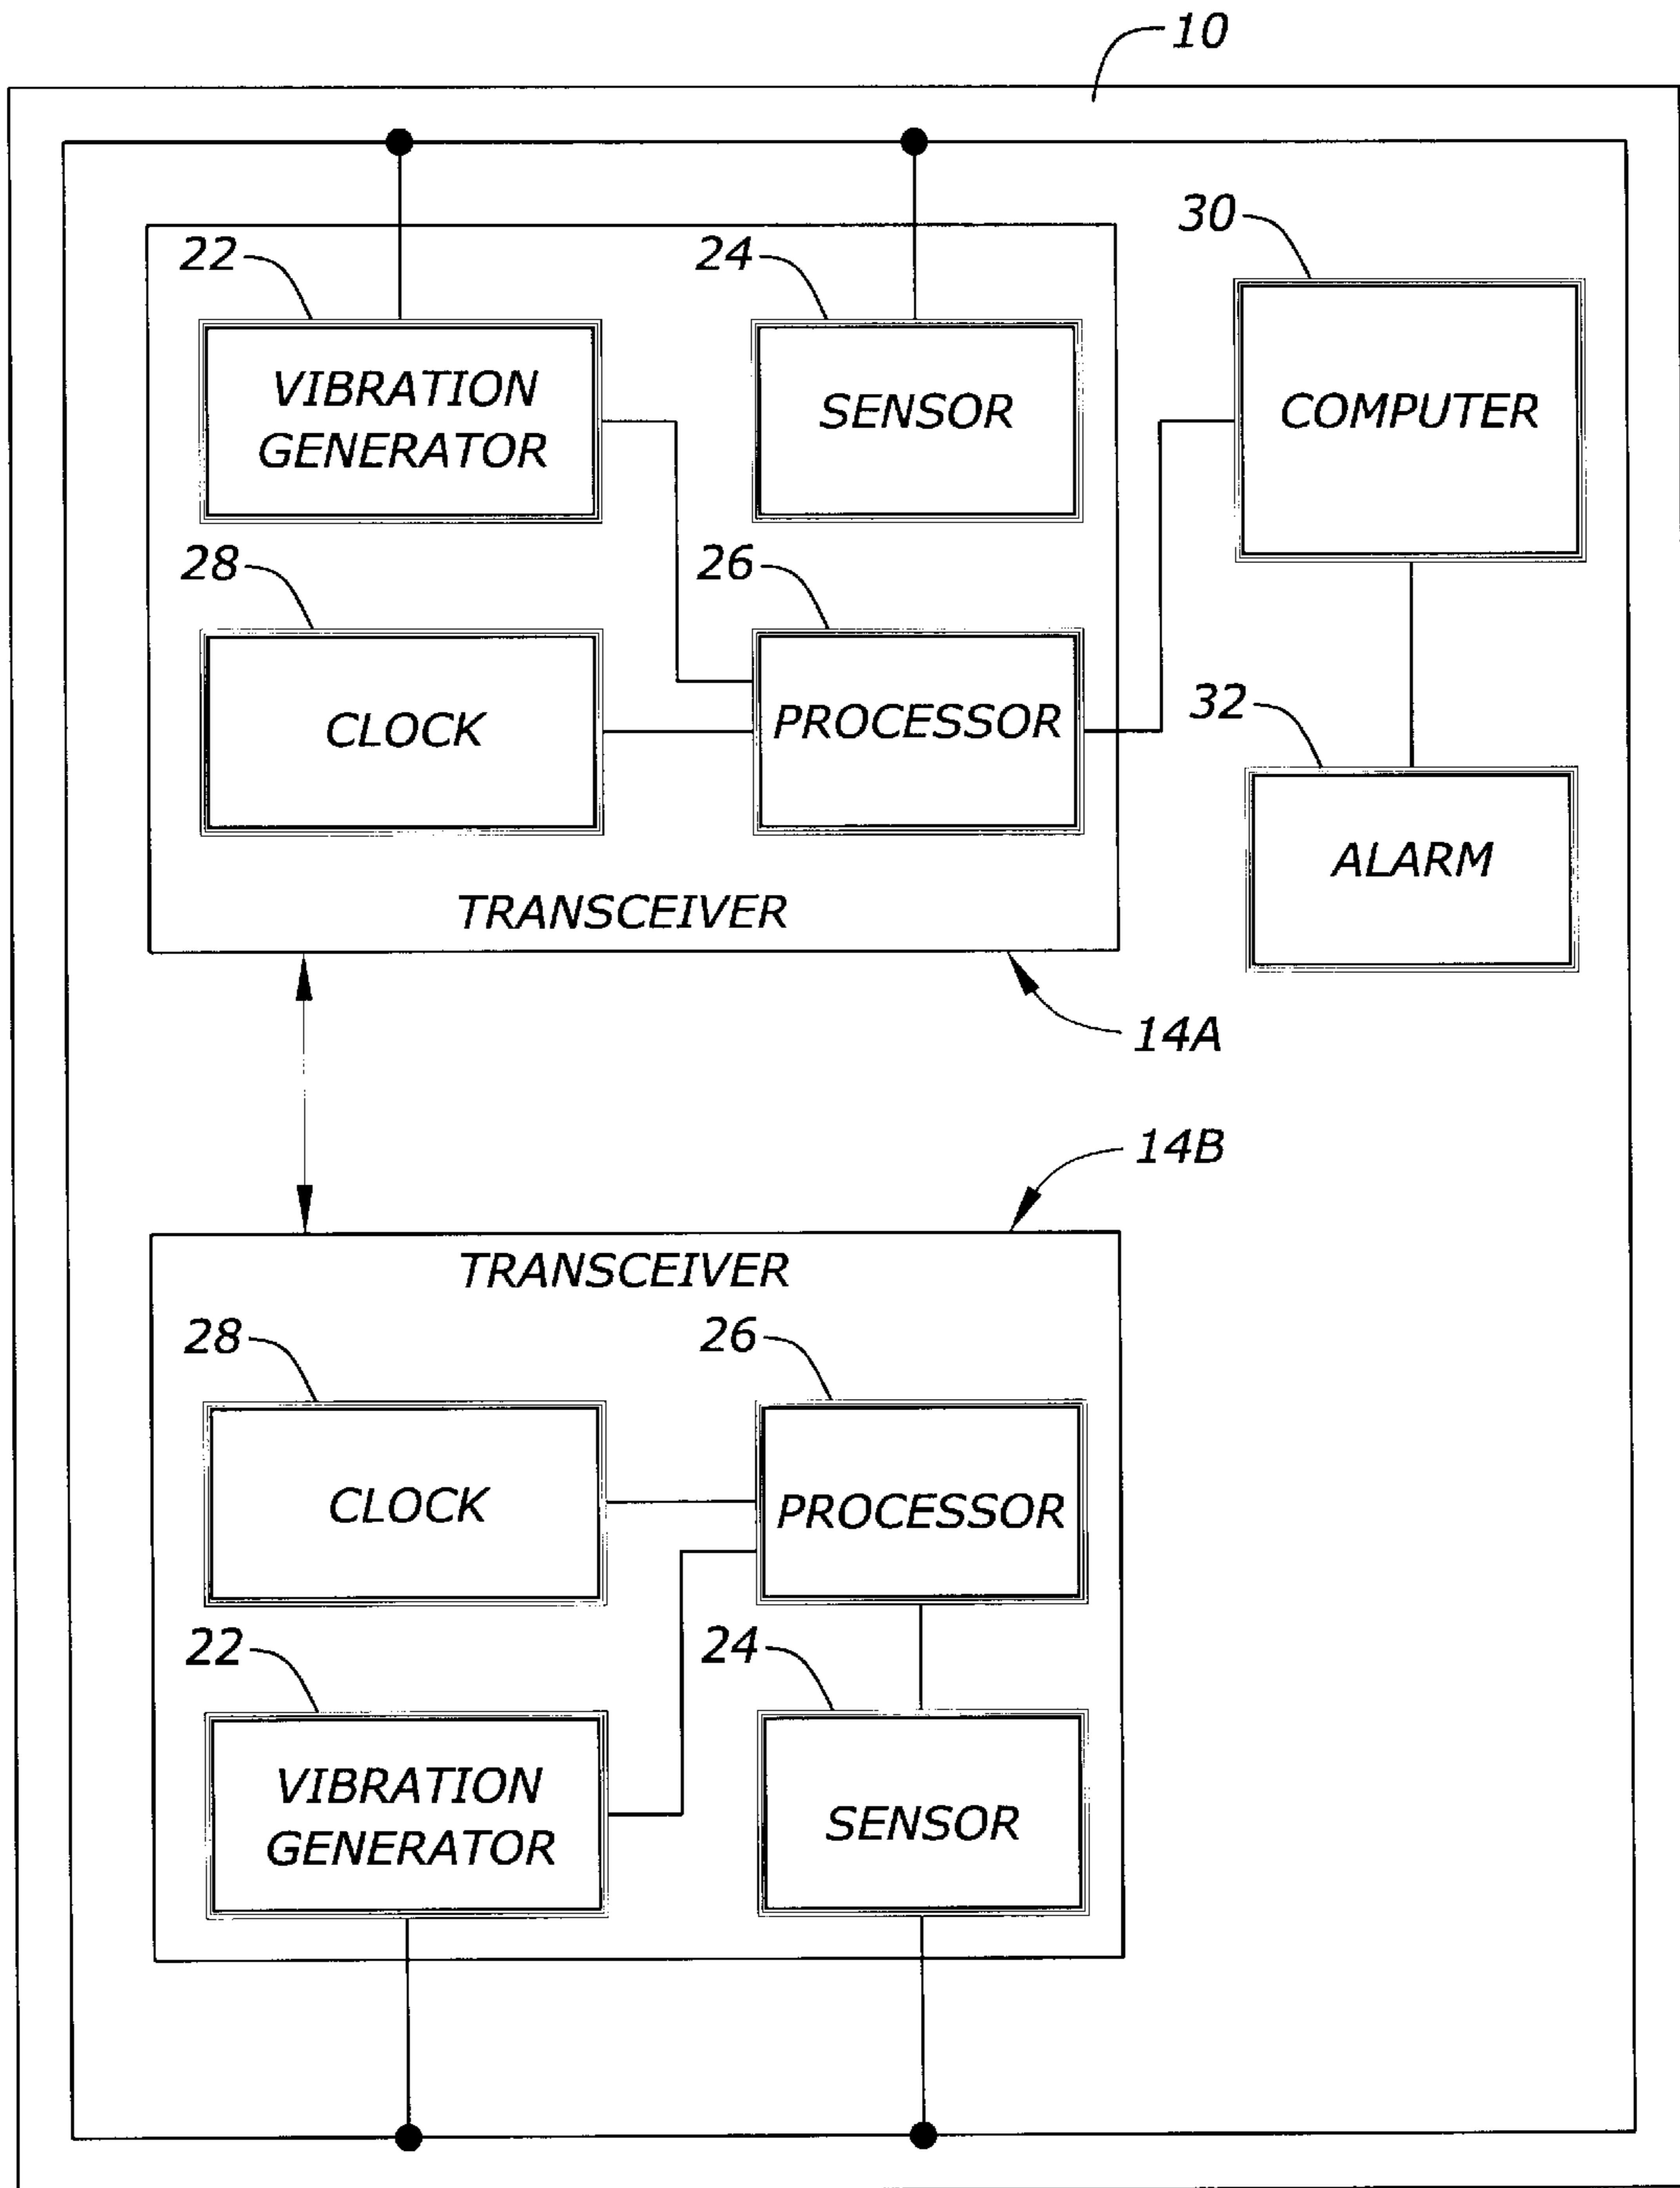 10
22
24
30
VIBRATION
GENERATOR
SENSOR
COMPUTER
28
26
32
CLOCK
PROCESSOR
ALARM
TRANSCEIVER
14A
14B
TRANSCEIVER
28
26
CLOCK
PROCESSOR
22
24
VIBRATION
GENERATOR
SENSOR